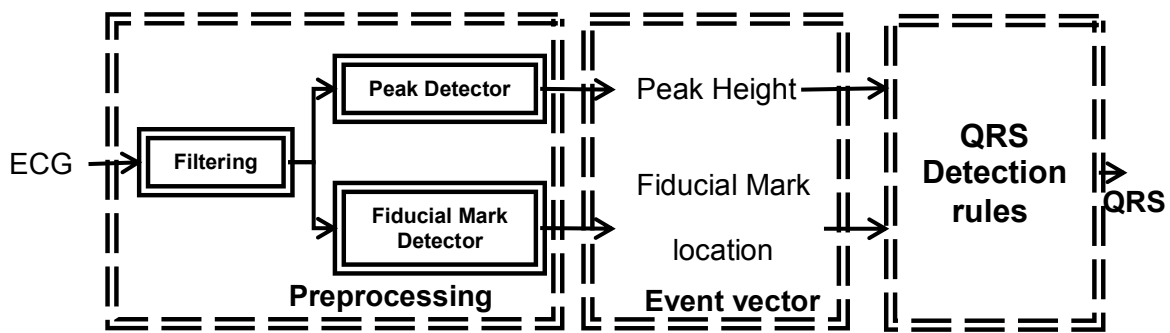 ECG
Filtering
Peak Detector
Fiducial Mark
Detector
Preprocessing
Peak Height
Fiducial Mark
location
Event vector
QRS
Detection
rules
QRS